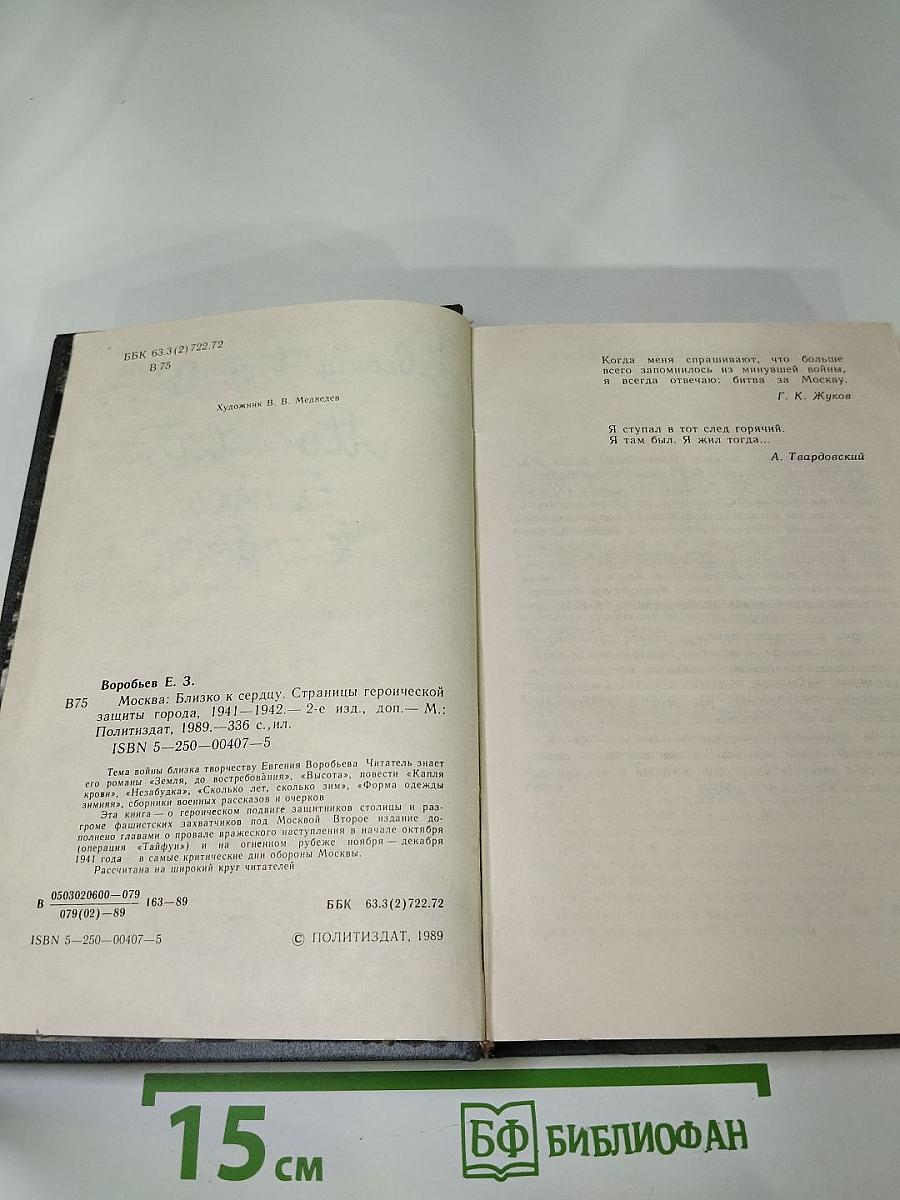 ББК 63.3(2)722.72
В 75
Художник В. В. Медведев
Воробьев Е. З.
В75 Москва: Близко к сердцу. Страницы героической
защиты города, 1941—1942.— 2-е изд., доп.— М.:
Политиздат, 1989.—336 с.,ил.
ISBN 5—250—00407—5
Тема войны близка творчеству Евгения Воробьева Читатель знает
его романы «Земля, до востребования», «Высота», повести «Капля
крови», «Незабудка», «Сколько лет, сколько зим», «Форма одежды
зимняя», сборники военных рассказов и очерков
Эта книга — о героическом подвиге защитников столицы и раз-
громе фашистских захватчиков под Москвой Второе издание до-
полнено главами о провале вражеского наступления в начале октября
(операция «Тайфун») и на огненном рубеже ноября — декабря
1941 года в самые критические дни обороны Москвы.
Рассчитана на широкий круг читателей
В 0503020600—079 163—89
079(02)—89
ББК 63.3(2)722.72
ISBN 5—250—00407—5
© ПОЛИТИЗДАТ, 1989
Когда меня спрашивают, что больше
всего запомнилось из минувшей войны,
я всегда отвечаю: битва за Москву.
Г. К. Жуков
Я ступал в тот след горячий.
Я там был. Я жил тогда...
А. Твардовский
15 см
БФ БИБЛИОФАН